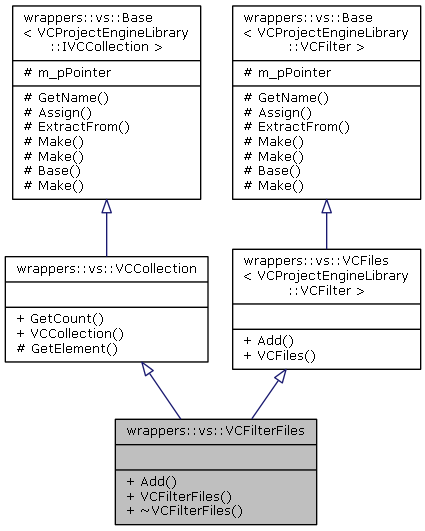 wrappers::vs::Base
< VCProjectEngineLibrary
::IVCCollection >
# m_pPointer
# GetName()
# Assign()
# ExtractFrom()
# Make()
# Make()
# Base()
# Make()
wrappers::vs::Base
< VCProjectEngineLibrary
::VCFilter >
# m_pPointer
# GetName()
# Assign()
# ExtractFrom()
# Make()
# Make()
# Base()
# Make()
wrappers::vs::VCCollection
+ GetCount()
+ VCCollection()
# GetElement()
wrappers::vs::VCFiles
< VCProjectEngineLibrary
::VCFilter >
+ Add()
+ VCFiles()
wrappers::vs::VCFilterFiles
+ Add()
+ VCFilterFiles()
+ ~VCFilterFiles()